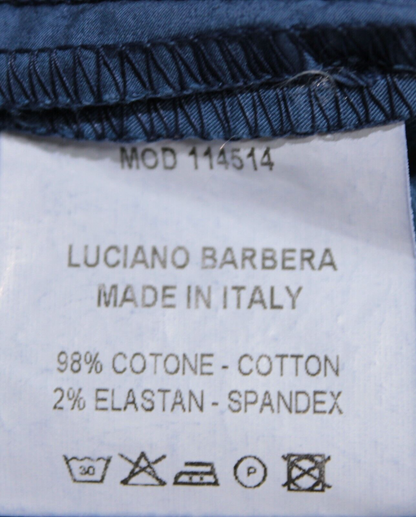 MOD 114514
LUCIANO BARBERA
MADE IN ITALY
98% COTONE - COTTON
2% ELASTAN - SPANDEX
30 P